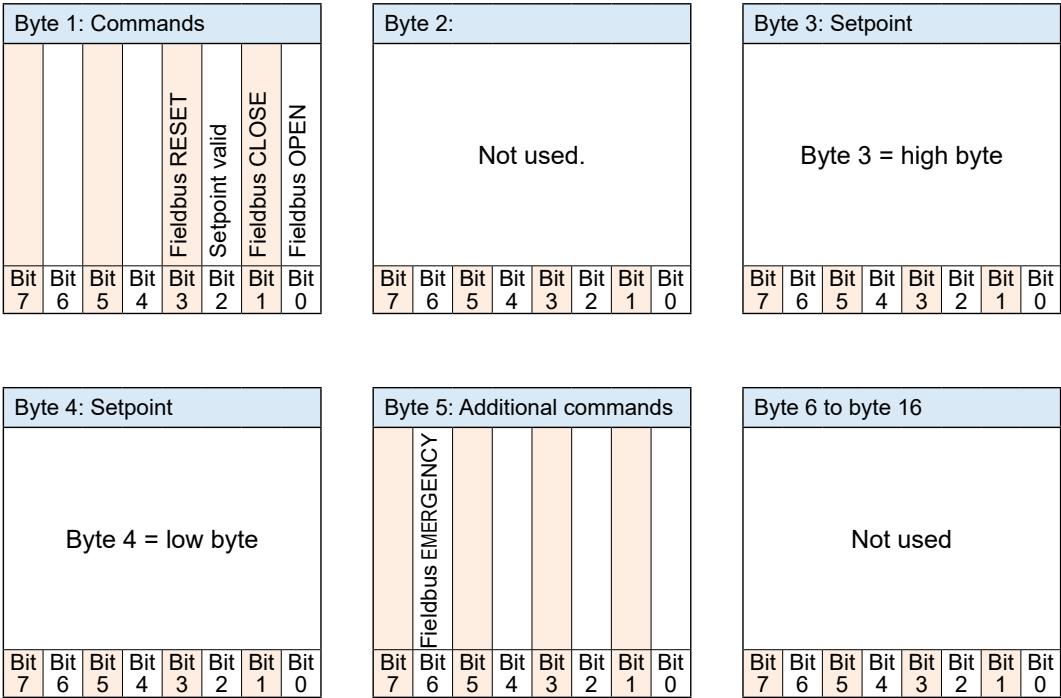 Byte 1: Commands
Fieldbus RESET
Setpoint valid
Fieldbus CLOSE
Fieldbus OPEN
Bit Bit Bit Bit Bit Bit Bit Bit
7 6 5 4 3 2 1 0
Byte 2:
Not used.
Bit Bit Bit Bit Bit Bit Bit Bit
7 6 5 4 3 2 1 0
Byte 3: Setpoint
Byte 3 = high byte
Bit Bit Bit Bit Bit Bit Bit Bit
7 6 5 4 3 2 1 0
Byte 4: Setpoint
Byte 4 = low byte
Bit Bit Bit Bit Bit Bit Bit Bit
7 6 5 4 3 2 1 0
Byte 5: Additional commands
Fieldbus EMERGENCY
Bit Bit Bit Bit Bit Bit Bit Bit
7 6 5 4 3 2 1 0
Byte 6 to byte 16
Not used
Bit Bit Bit Bit Bit Bit Bit Bit
7 6 5 4 3 2 1 0